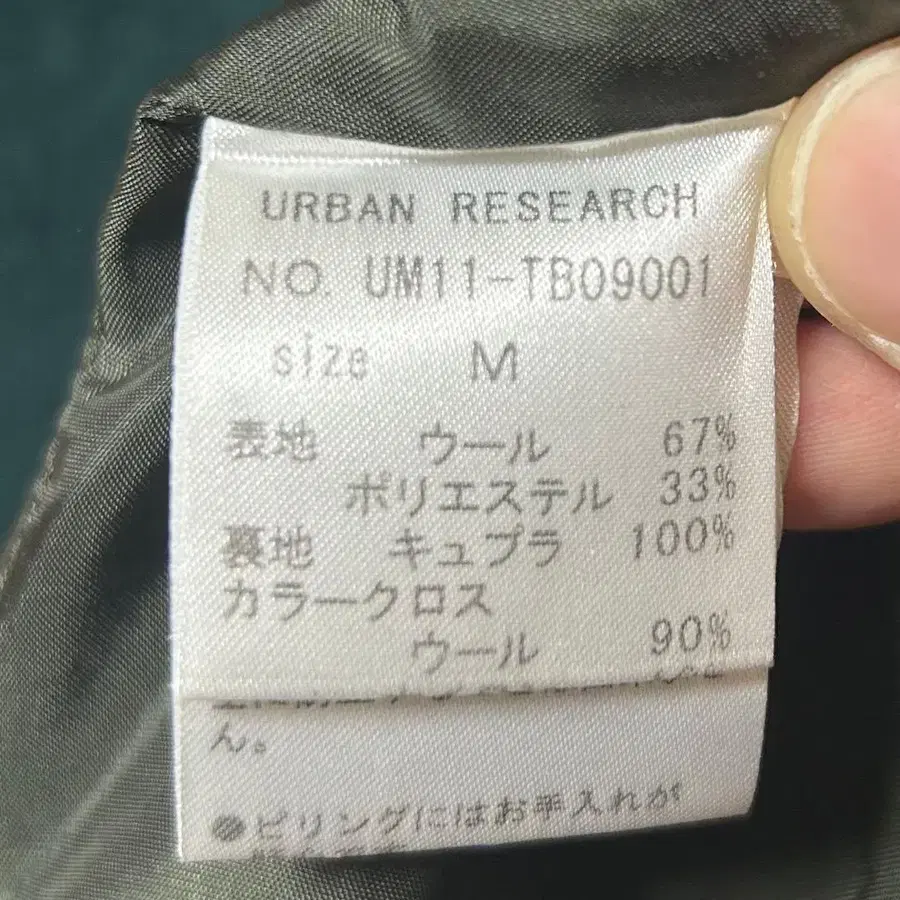 URBAN RESEARCH
NO. UM11-TB09001
size M
表地 ウール 67%
ポリエステル 33%
裏地 キュプラ 100%
カラークロス
ウール 90%
ん。
●ピリングにはお手入れが